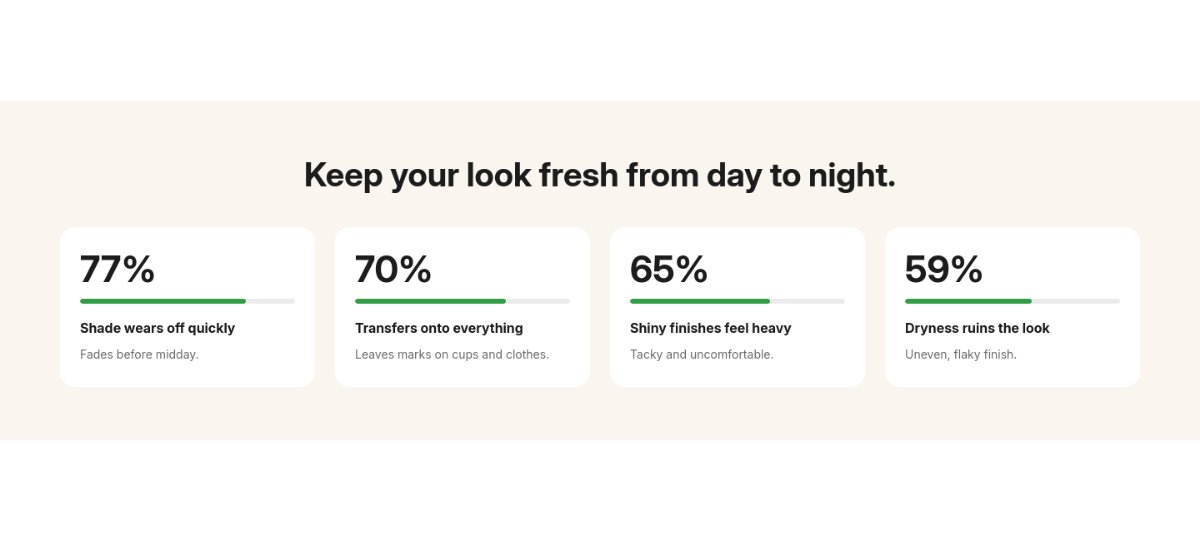 Keep your look fresh from day to night.
77%
Shade wears off quickly
Fades before midday.
70%
Transfers onto everything
Leaves marks on cups and clothes.
65%
Shiny finishes feel heavy
Tacky and uncomfortable.
59%
Dryness ruins the look
Uneven, flaky finish.